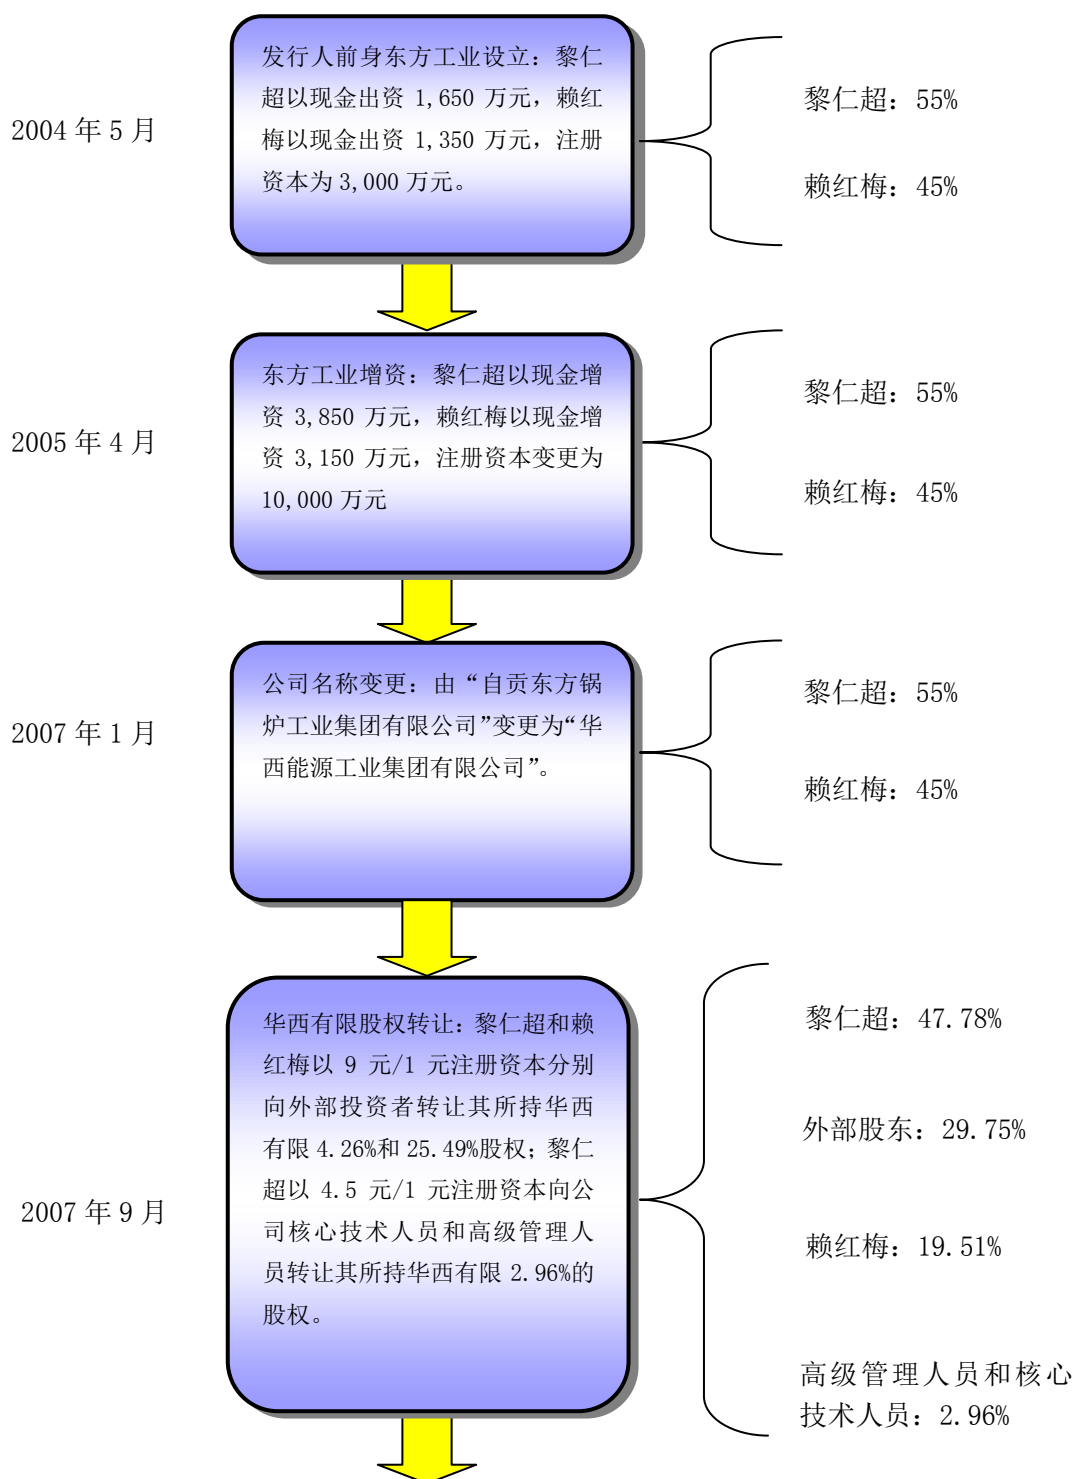 2004 年 5 月
发行人前身东方工业设立：黎仁
超以现金出资 1,650 万元，赖红
梅以现金出资 1,350 万元，注册
资本为 3,000 万元。
黎仁超：55%
赖红梅：45%
2005 年 4 月
东方工业增资：黎仁超以现金增
资 3,850 万元，赖红梅以现金增
资 3,150 万元，注册资本变更为
10,000 万元
黎仁超：55%
赖红梅：45%
2007 年 1 月
公司名称变更：由“自贡东方锅
炉工业集团有限公司”变更为“华
西能源工业集团有限公司”。
黎仁超：55%
赖红梅：45%
2007 年 9 月
华西有限股权转让：黎仁超和赖
红梅以 9 元/1 元注册资本分别
向外部投资者转让其所持华西
有限 4.26%和 25.49%股权；黎仁
超以 4.5 元/1 元注册资本向公
司核心技术人员和高级管理人
员转让其所持华西有限 2.96%的
股权。
黎仁超：47.78%
外部股东：29.75%
赖红梅：19.51%
高级管理人员和核心
技术人员：2.96%